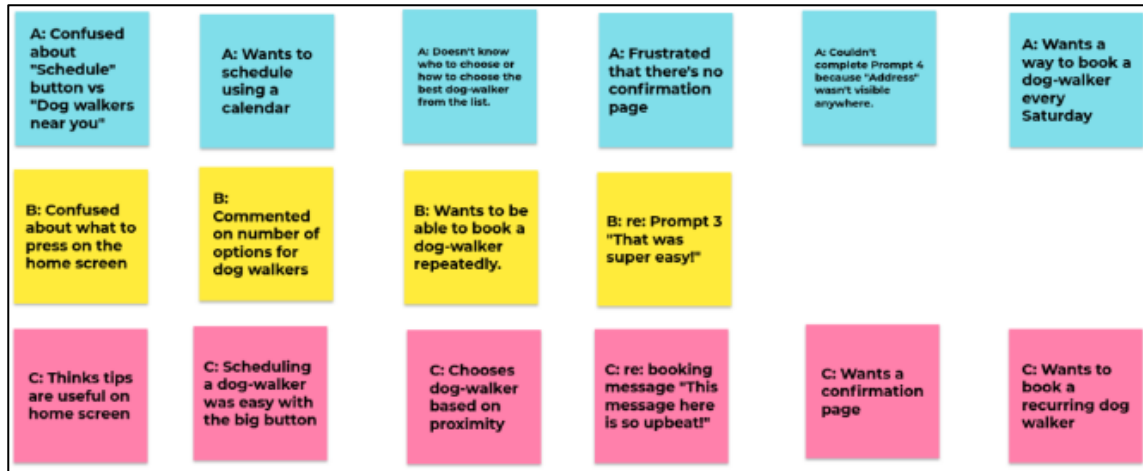 A: Confused
about
"Schedule"
button vs
"Dog walkers
near you"
A: Wants to
schedule
using a
calendar
A: Doesn't know
who to choose or
how to choose the
best dog-walker
from the list.
A: Frustrated
that there's no
confirmation
page
A: Couldn't
complete Prompt 4
because "Address"
wasn't visible
anywhere.
A: Wants a
way to book a
dog-walker
every
Saturday
B: Confused
about what to
press on the
home screen
B:
Commented
on number of
options for
dog walkers
B: Wants to be
able to book a
dog-walker
repeatedly.
B: re: Prompt 3
"That was
super easy!"
C: Thinks tips
are useful on
home screen
C: Scheduling
a dog-walker
was easy with
the big button
C: Chooses
dog-walker
based on
proximity
C: re: booking
message "This
message here
is so upbeat!"
C: Wants a
confirmation
page
C: Wants to
book a
recurring dog
walker